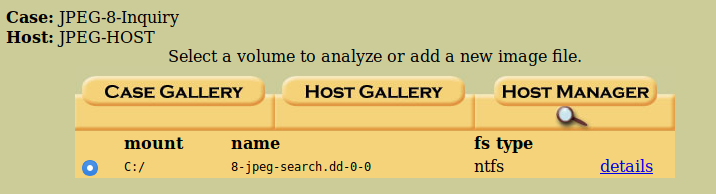 Case: JPEG-8-Inquiry
Host: JPEG-HOST
Select a volume to analyze or add a new image file.
CASE GALLERY HOST GALLERY HOST MANAGER
mount name fs type
C:/ 8-jpeg-search.dd-0-0 ntfs details